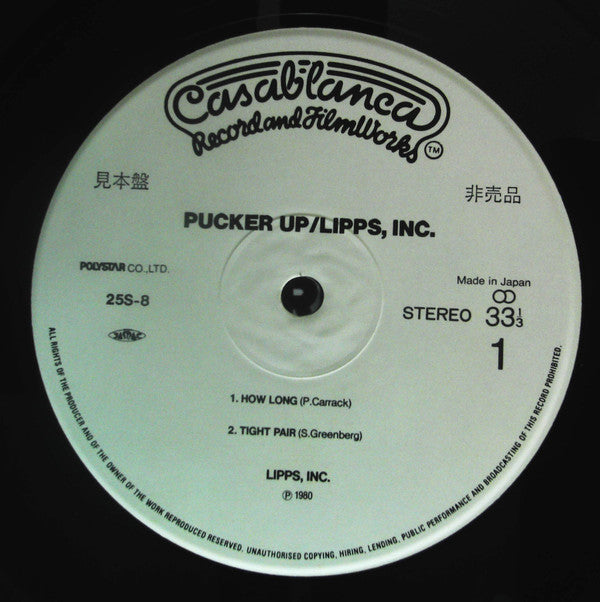 Casablanca
Record and FilmWorks
TM
見本盤
非売品
PUCKER UP/LIPPS, INC.
POLYSTAR CO., LTD.
25S-8
JASRAC
Made in Japan
STEREO 33⅓
1
1. HOW LONG (P.Carrack)
2. TIGHT PAIR (S.Greenberg)
LIPPS, INC.
Ⓟ 1980
ALL RIGHTS OF THE PRODUCER AND OF THE OWNER OF THE WORK REPRODUCED RESERVED. UNAUTHORISED COPYING, HIRING, LENDING, PUBLIC PERFORMANCE AND BROADCASTING OF THIS RECORD PROHIBITED.